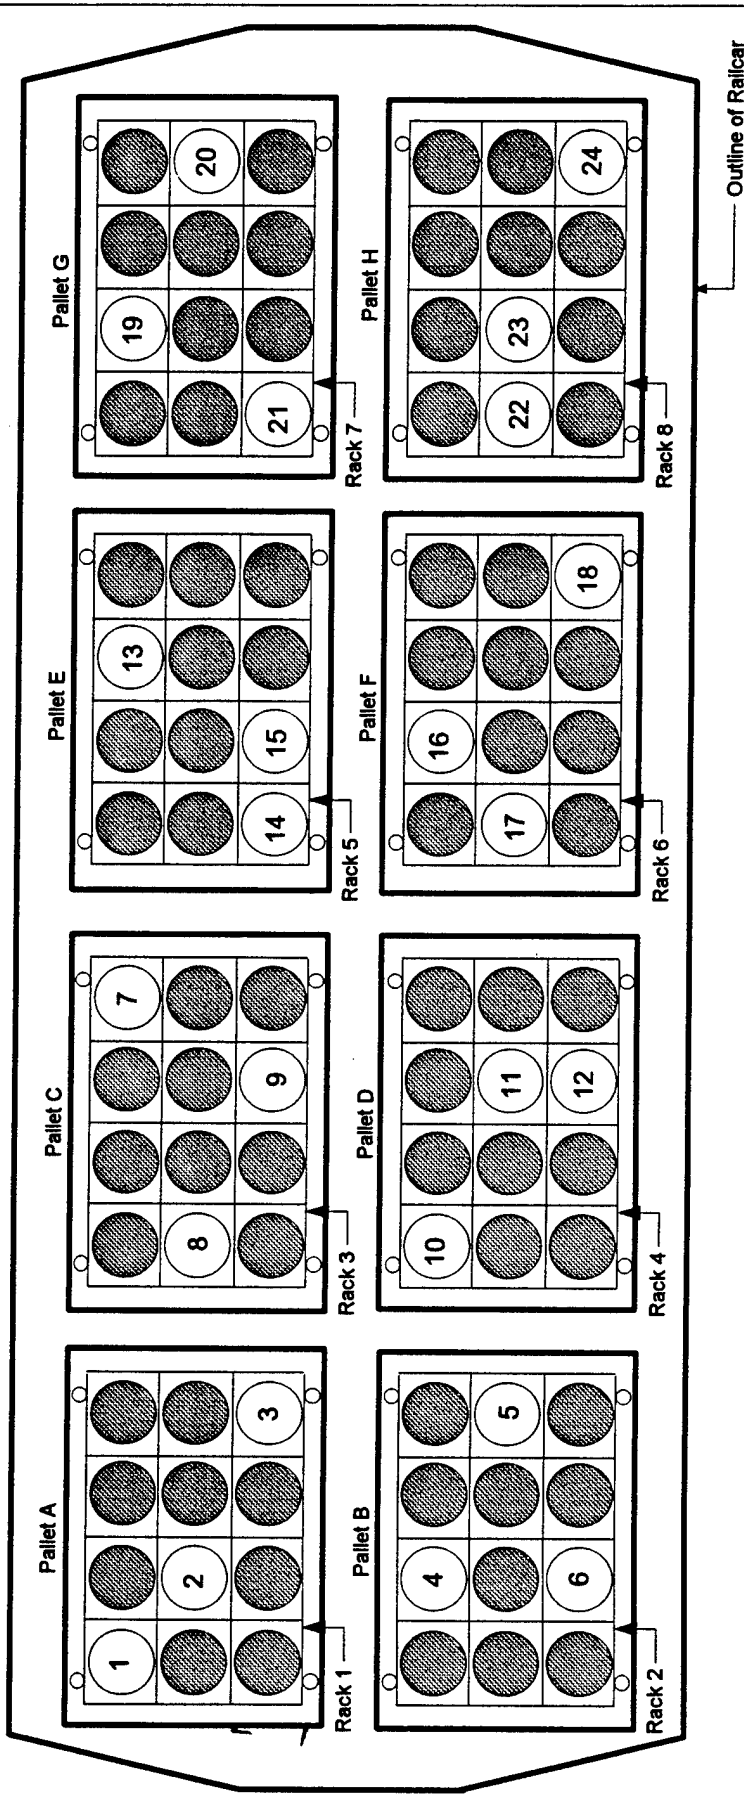 Pallet A
1
2
3
Rack 1
Pallet C
7
8
9
Rack 3
Pallet E
13
14 15
Rack 5
Pallet G
19
20
21
Rack 7
Pallet B
4
5
6
Rack 2
Pallet D
10
11
12
Rack 4
Pallet F
16
17
18
Rack 6
Pallet H
22 23
24
Rack 8
Outline of Railcar